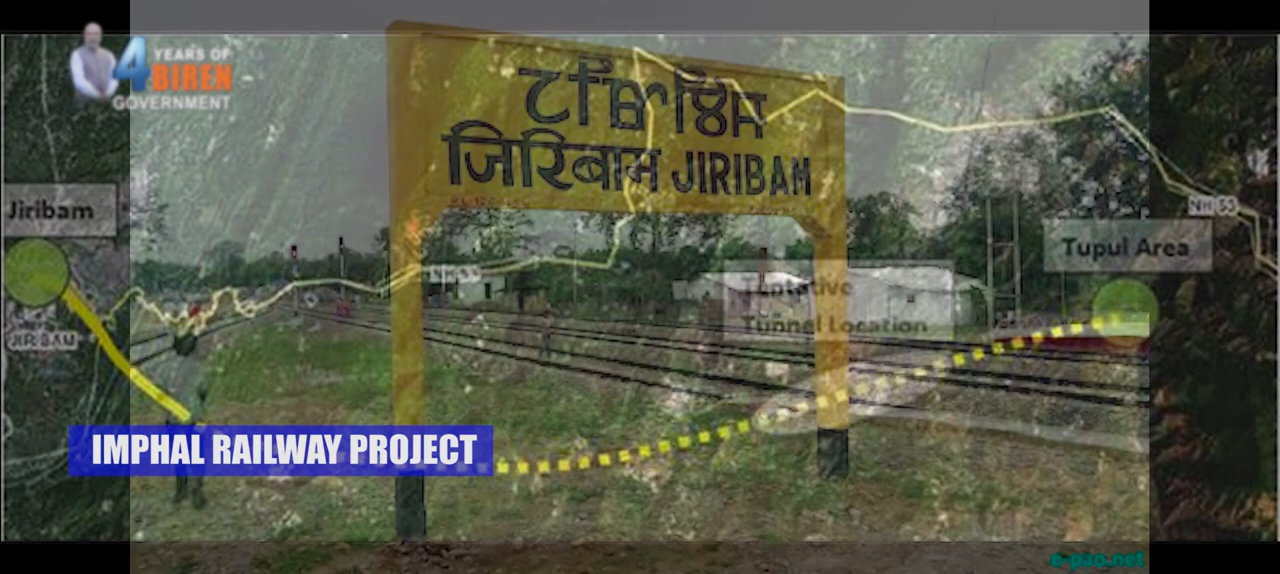 4 YEARS OF
BIREN
GOVERNMENT
ꯖꯤꯔꯤꯕꯥꯝ
जिरिबाम JIRIBAM
Jiribam
NH 53
Tupul Area
NH 53
Tentative
Tunnel Location
JIRIBAM
IMPHAL RAILWAY PROJECT
e-pao.net